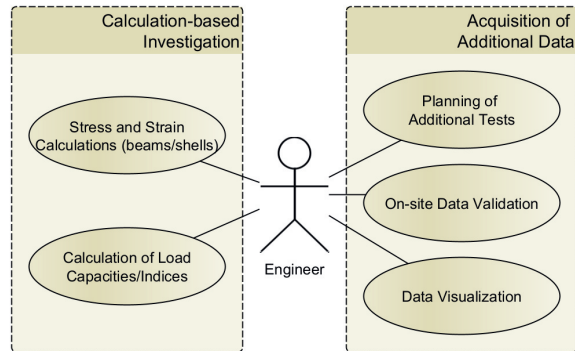 Calculation-based
Investigation
Stress and Strain
Calculations (beams/shells)
Calculation of Load
Capacities/Indices
Engineer
Acquisition of
Additional Data
Planning of
Additional Tests
On-site Data Validation
Data Visualization